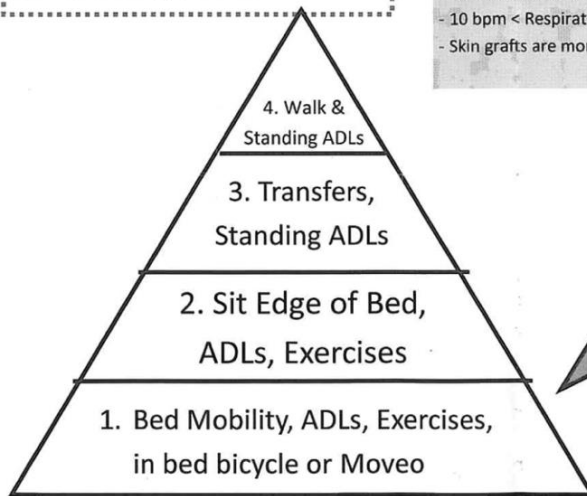 - 10 bpm < Respirat
- Skin grafts are mo
4. Walk &
Standing ADLs
3. Transfers,
Standing ADLs
2. Sit Edge of Bed,
ADLs, Exercises
1. Bed Mobility, ADLs, Exercises,
in bed bicycle or Moveo